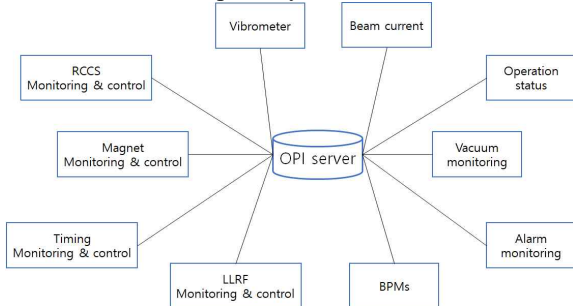 Vibrometer
Beam current
RCCS
Monitoring & control
Operation
status
Magnet
Monitoring & control
OPI server
Vacuum
monitoring
Timing
Monitoring & control
Alarm
monitoring
LLRF
Monitoring & control
BPMs